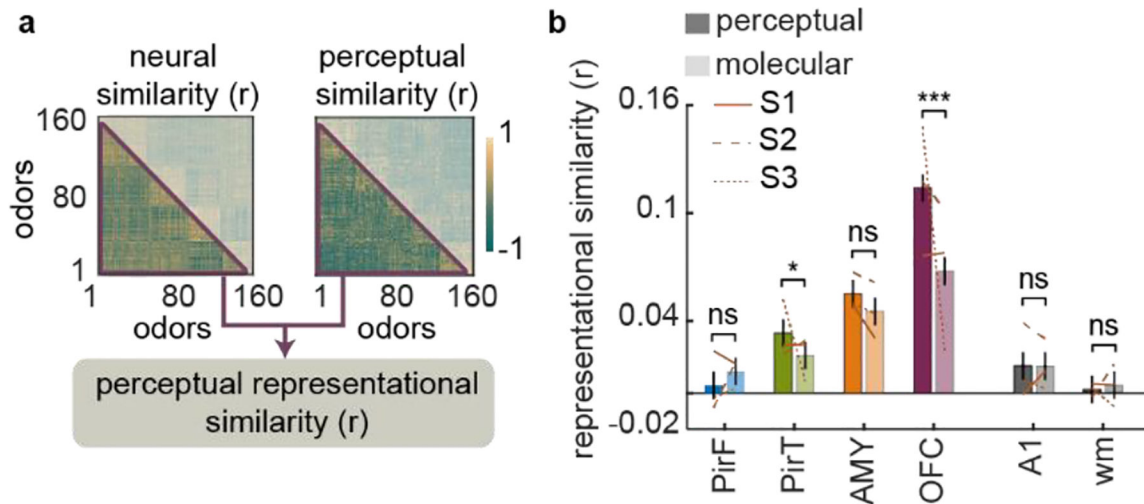 a
neural
similarity (r)
perceptual
similarity (r)
160
80
1
odors
1 80 160
odors
1 80 160
odors
1
-1
perceptual representational
similarity (r)
b
perceptual
molecular
S1
S2
S3
representational similarity (r)
0.16
0.1
0.04
-0.02
ns
*
ns
***
ns
ns
PirF
PirT
AMY
OFC
A1
wm